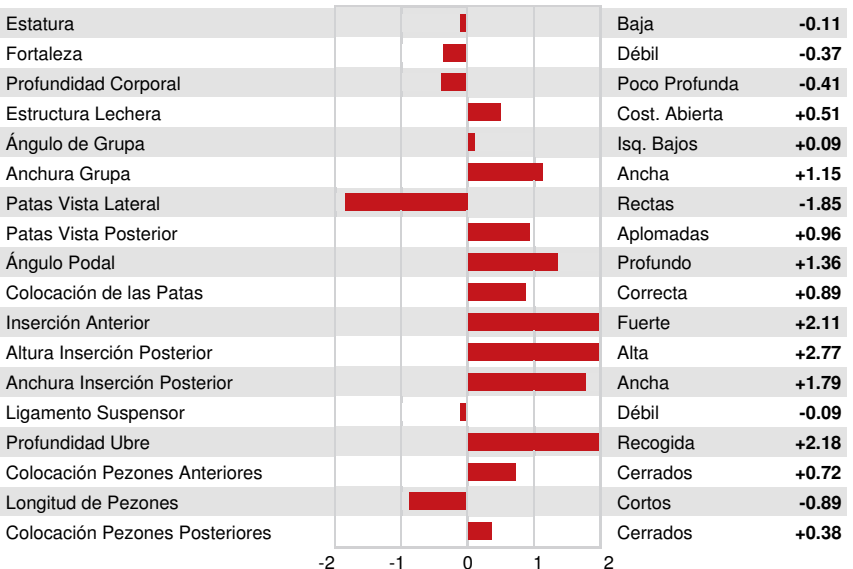 Estatura Baja -0.11
Fortaleza Débil -0.37
Profundidad Corporal Poco Profunda -0.41
Estructura Lechera Cost. Abierta +0.51
Ángulo de Grupa Isq. Bajos +0.09
Anchura Grupa Ancha +1.15
Patas Vista Lateral Rectas -1.85
Patas Vista Posterior Aplomadas +0.96
Ángulo Podal Profundo +1.36
Colocación de las Patas Correcta +0.89
Inserción Anterior Fuerte +2.11
Altura Inserción Posterior Alta +2.77
Anchura Inserción Posterior Ancha +1.79
Ligamento Suspensor Débil -0.09
Profundidad Ubre Recogida +2.18
Colocación Pezones Anteriores Cerrados +0.72
Longitud de Pezones Cortos -0.89
Colocación Pezones Posteriores Cerrados +0.38
-2 -1 0 1 2